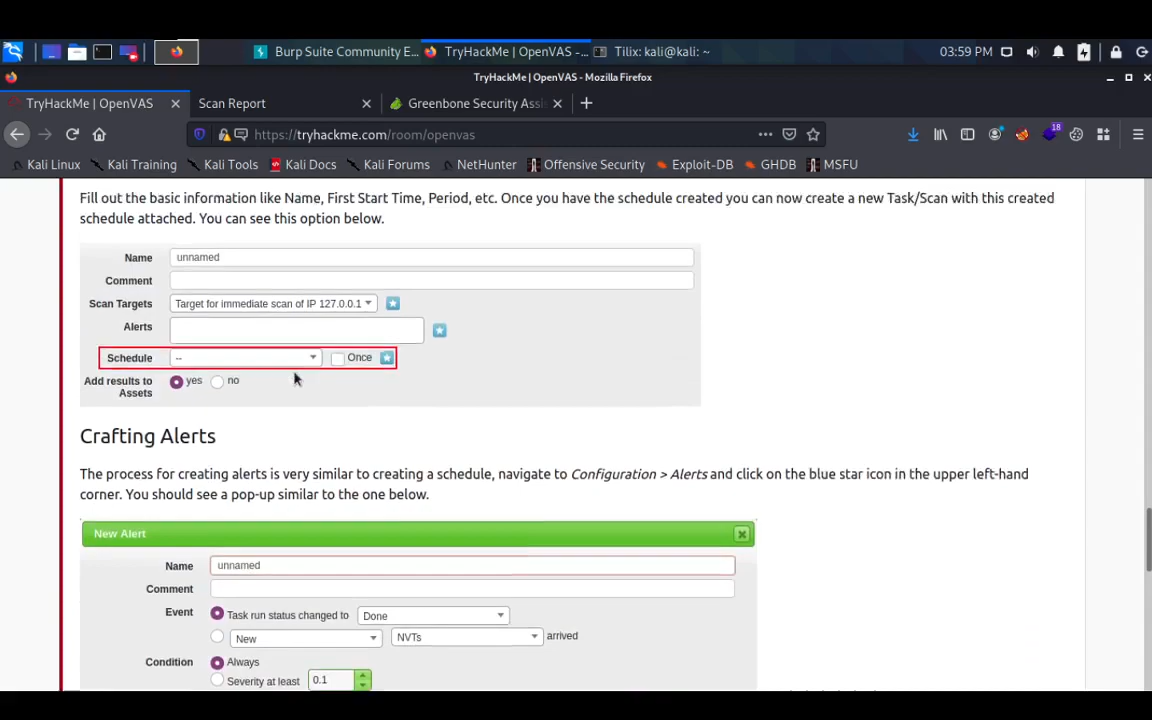 Burp Suite Community E...
TryHackMe | OpenVAS -...
Tilix: kali@kali: ~
03:59 PM
TryHackMe | OpenVAS - Mozilla Firefox
TryHackMe | OpenVAS
Scan Report
Greenbone Security Assis
https://tryhackme.com/room/openvas
18
Kali Linux
Kali Training
Kali Tools
Kali Docs
Kali Forums
NetHunter
Offensive Security
Exploit-DB
GHDB
MSFU
Fill out the basic information like Name, First Start Time, Period, etc. Once you have the schedule created you can now create a new Task/Scan with this created
schedule attached. You can see this option below.
Name unnamed
Comment
Scan Targets Target for immediate scan of IP 127.0.0.1
Alerts
Schedule -- Once
Add results to yes no
Assets
Crafting Alerts
The process for creating alerts is very similar to creating a schedule, navigate to Configuration > Alerts and click on the blue star icon in the upper left-hand
corner. You should see a pop-up similar to the one below.
New Alert
Name unnamed
Comment
Event Task run status changed to Done
New NVTs arrived
Condition Always
Severity at least 0.1